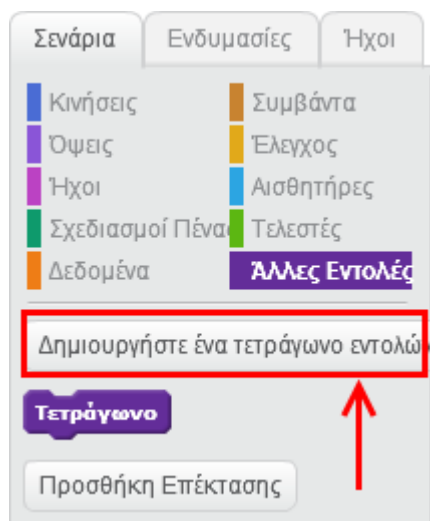 Σενάρια Ενδυμασίες Ήχοι
Κινήσεις Συμβάντα
Όψεις Έλεγχος
Ήχοι Αισθητήρες
Σχεδιασμοί Πένας Τελεστές
Δεδομένα Άλλες Εντολές
Δημιουργήστε ένα τετράγωνο εντολώ
Τετράγωνο
Προσθήκη Επέκτασης